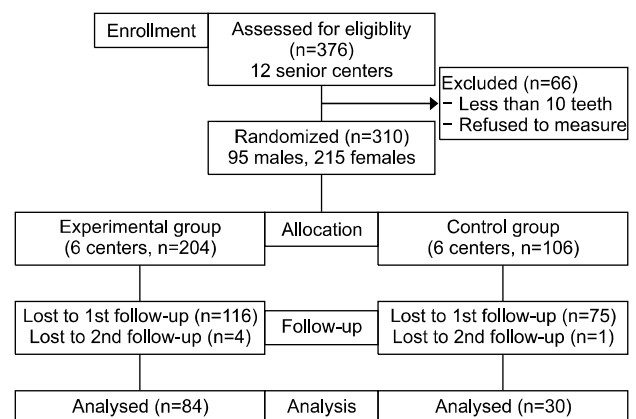 Enrollment
Assessed for eligiblity
(n=376)
12 senior centers
Excluded (n=66)
− Less than 10 teeth
− Refused to measure
Randomized (n=310)
95 males, 215 females
Experimental group
(6 centers, n=204)
Allocation
Control group
(6 centers, n=106)
Lost to 1st follow-up (n=116)
Lost to 2nd follow-up (n=4)
Follow-up
Lost to 1st follow-up (n=75)
Lost to 2nd follow-up (n=1)
Analysed (n=84)
Analysis
Analysed (n=30)